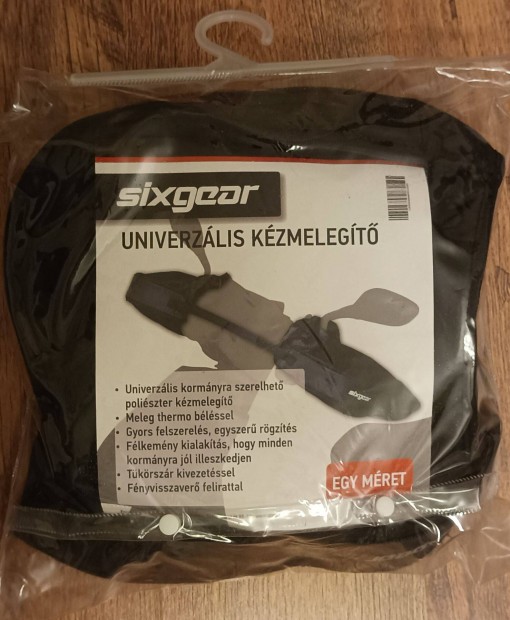 sixgear
UNIVERZÁLIS KÉZMELEGÍTŐ
sixgear
• Univerzális kormányra szerelhető
poliészter kézmelegítő
• Meleg thermo béléssel
• Gyors felszerelés, egyszerű rögzítés
• Félkemény kialakítás, hogy minden
kormányra jól illeszkedjen
• Tükörszár kivezetéssel
• Fényvisszaverő felirattal
EGY MÉRET